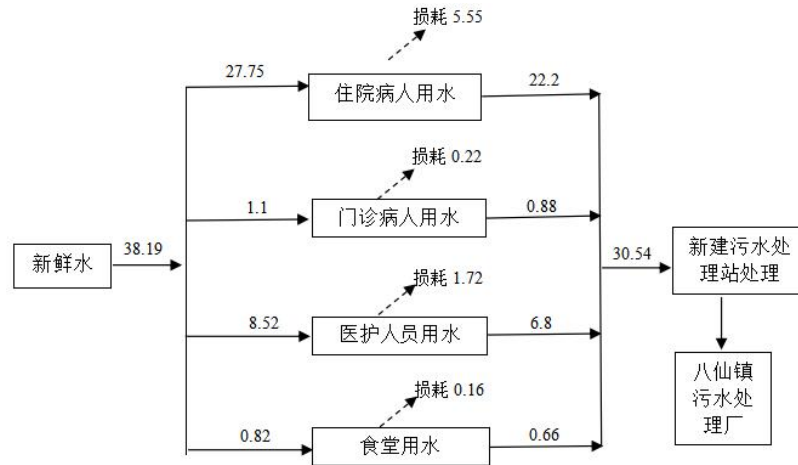 损耗 5.55
27.75
住院病人用水
22.2
损耗 0.22
1.1
门诊病人用水
0.88
新鲜水
38.19
30.54
新建污水处
理站处理
损耗 1.72
8.52
医护人员用水
6.8
八仙镇
污水处
理厂
损耗 0.16
0.82
食堂用水
0.66